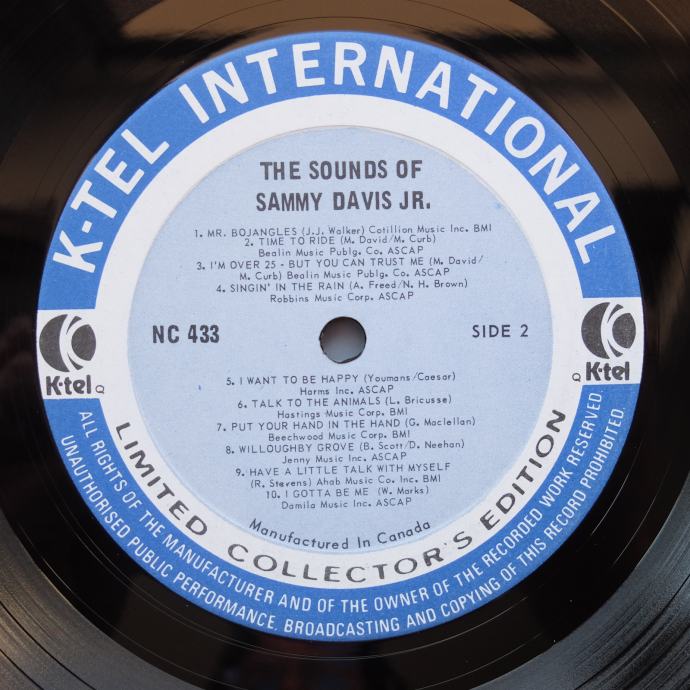 K-TEL INTERNATIONAL
THE SOUNDS OF
SAMMY DAVIS JR.
1. MR. BOJANGLES (J.J. Walker) Cotillion Music Inc. BMI
2. TIME TO RIDE (M. David/M. Curb)
Bealin Publg. Co. ASCAP
3. I'M OVER 25 - BUT YOU CAN TRUST ME (M. David/
M. Curb) Bealin Music Publg. Co. ASCAP
4. SINGIN' IN THE RAIN (A. Freed/N. H. Brown)
Robbins Music Corp. ASCAP
NC 433
SIDE 2
K-tel
K-tel
5. I WANT TO BE HAPPY (Youmans/Caesar)
Harms Inc. ASCAP
6. TALK TO THE ANIMALS (L. Bricusse)
Hastings Music Corp. BMI
7. PUT YOUR HAND IN THE HAND (G. Maclellan)
Beechwood Music Corp. BMI
8. WILLOUGHBY GROVE (B. Scott/D. Neehan)
Jenny Music Inc. ASCAP
9. HAVE A LITTLE TALK WITH MYSELF
(R. Stevens) Ahab Music Co. Inc. BMI
10. I GOTTA BE ME (W. Marks)
Damila Music Inc. ASCAP
Manufactured In Canada
LIMITED COLLECTOR'S EDITION
ALL RIGHTS OF THE MANUFACTURER AND OF THE OWNER OF THE RECORDED WORK RESERVED.
UNAUTHORISED PUBLIC PERFORMANCE, BROADCASTING AND COPYING OF THIS RECORD PROHIBITED.